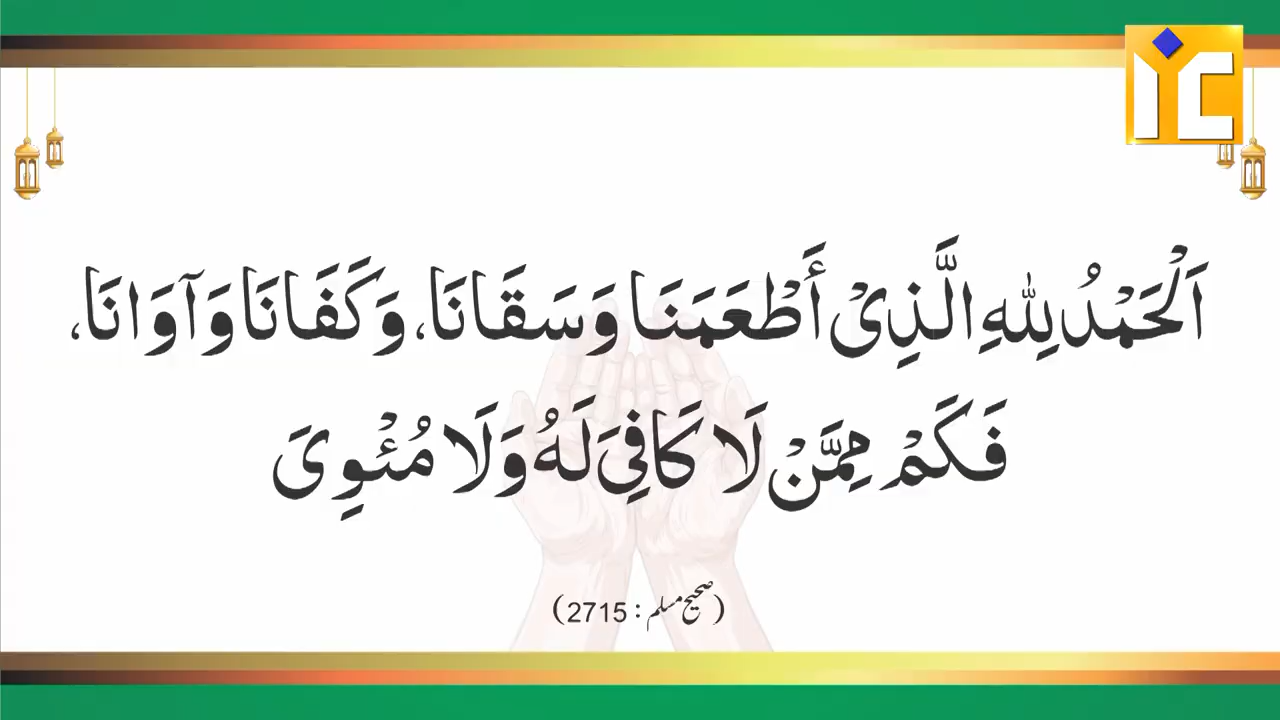 اَلْحَمْدُ لِلّٰهِ الَّذِیْ أَطْعَمَنَا وَسَقَانَا، وَكَفَانَا وَآوَانَا،
فَكَمْ مِمَّنْ لَا كَافِیَ لَهُ وَلَا مُئْوِیَ
(صحیح مسلم: 2715)